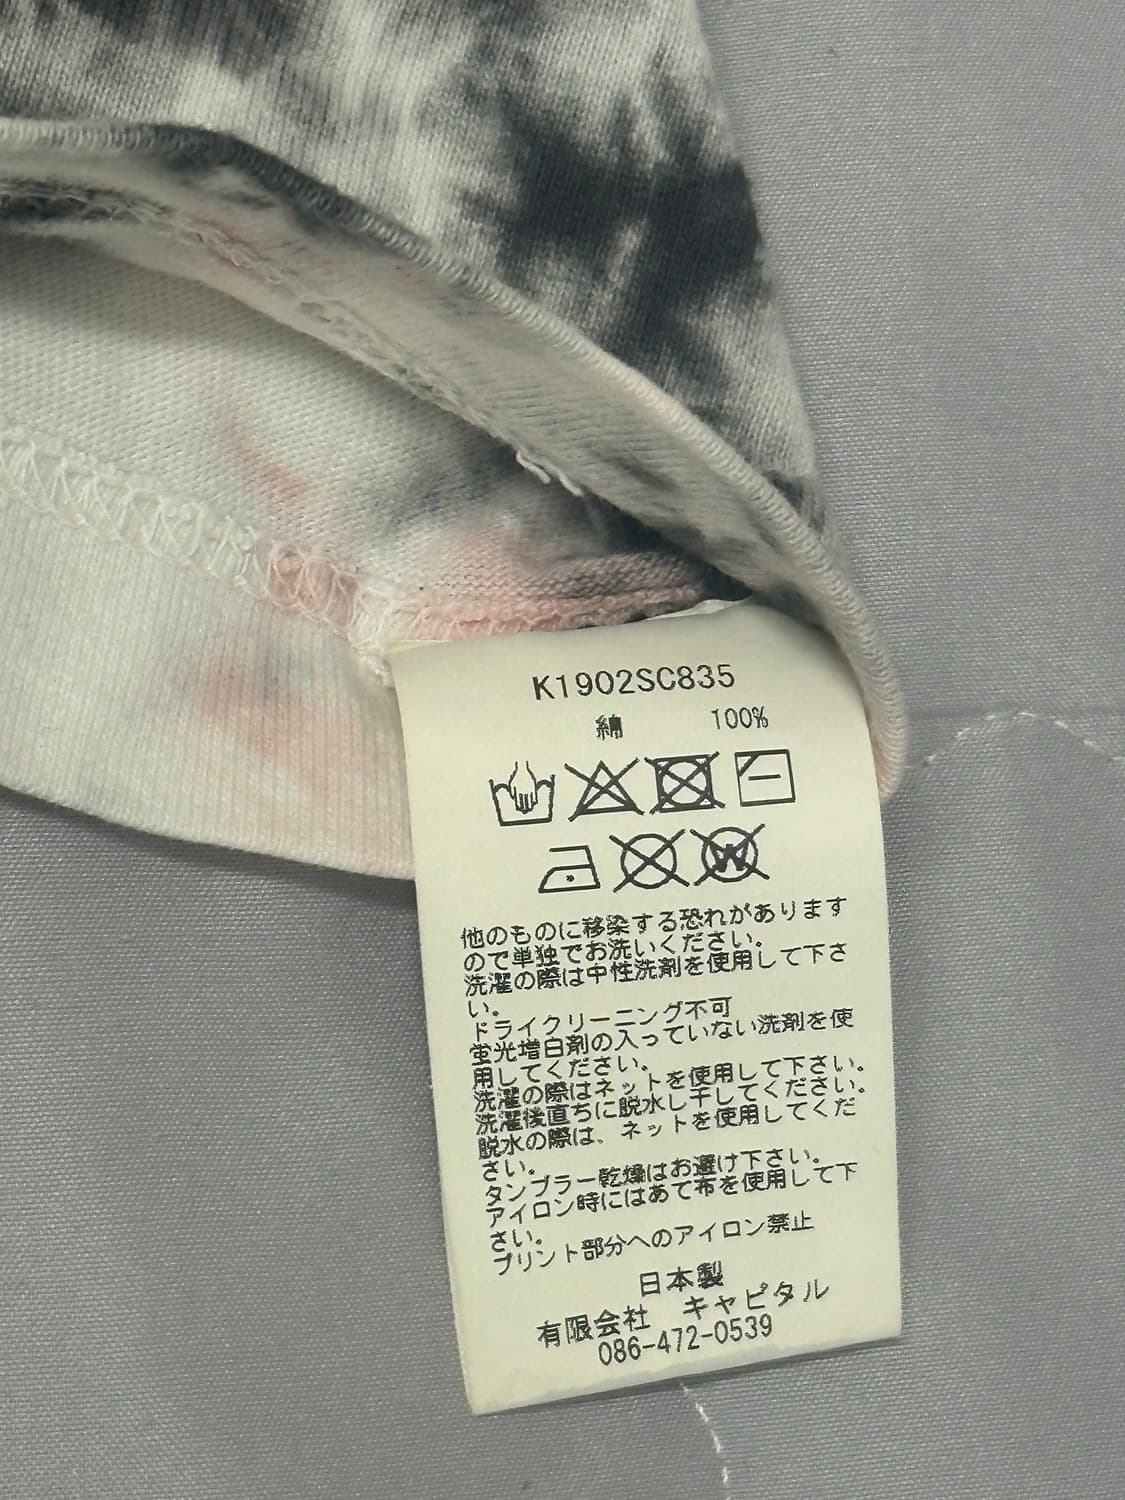 K1902SC835
綿 100%
W
他のものに移染する恐れがあります
ので単独でお洗いください。
洗濯の際は中性洗剤を使用して下さ
い。
ドライクリーニング不可
蛍光増白剤の入っていない洗剤を使
用してください。
洗濯の際はネットを使用して下さい。
洗濯後直ちに脱水し干してください。
脱水の際は、ネットを使用してくだ
さい。
タンブラー乾燥はお避け下さい。
アイロン時にはあて布を使用して下
さい。
プリント部分へのアイロン禁止
日本製
有限会社 キャピタル
086-472-0539